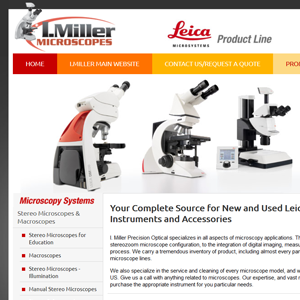 I.Miller
MICROSCOPES
Leica
MICROSYSTEMS
Product Line
HOME
I.MILLER MAIN WEBSITE
CONTACT US/REQUEST A QUOTE
PROMO
Microscopy Systems
Stereo Microscopes &
Macroscopes
Stereo Microscopes for
Education
Macroscopes
Stereo Microscopes -
Illumination
Manual Stereo Microscopes
Your Complete Source for New and Used Leic
Instruments and Accessories
I. Miller Precision Optical specializes in all aspects of microscopy applications. Th
stereozoom microscope configuration, to the integration of digital imaging, measu
process. We carry a tremendous inventory of product, including almost every par
microscope lines.
We also specialize in the service and cleaning of every microscope model, and w
US. Give us a call with anything related to microscopes. Our expertise, and vast i
purchase the appropriate instrument for you particular needs.